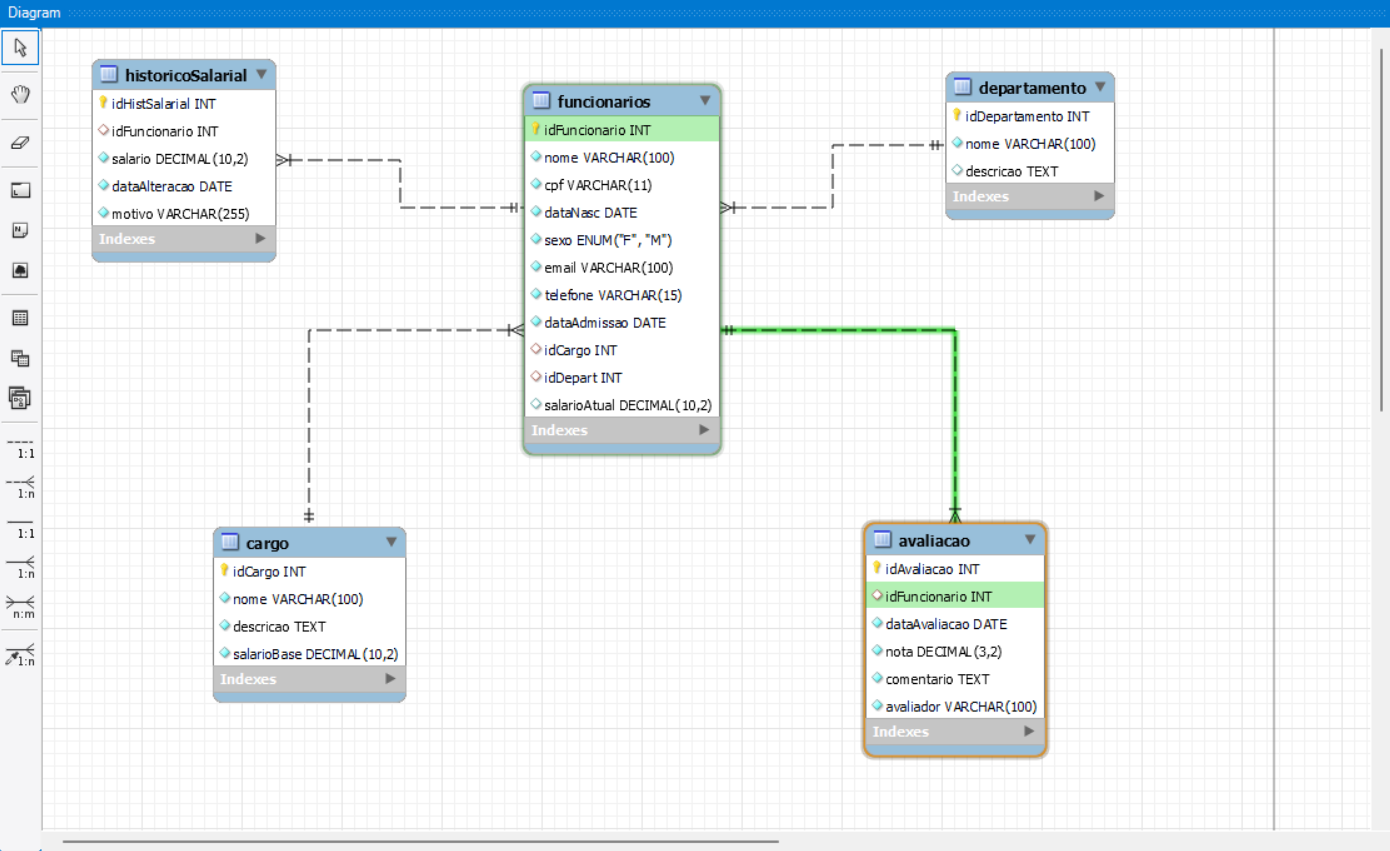 Diagram
historicoSalarial
idHistSalarial INT
idFuncionario INT
salario DECIMAL(10,2)
dataAlteracao DATE
motivo VARCHAR(255)
Indexes
funcionarios
idFuncionario INT
nome VARCHAR(100)
cpf VARCHAR(11)
dataNasc DATE
sexo ENUM("F", "M")
email VARCHAR(100)
telefone VARCHAR(15)
dataAdmissao DATE
idCargo INT
idDepart INT
salarioAtual DECIMAL(10,2)
Indexes
departamento
idDepartamento INT
nome VARCHAR(100)
descricao TEXT
Indexes
cargo
idCargo INT
nome VARCHAR(100)
descricao TEXT
salarioBase DECIMAL(10,2)
Indexes
avaliacao
idAvaliacao INT
idFuncionario INT
dataAvaliacao DATE
nota DECIMAL(3,2)
comentario TEXT
avaliador VARCHAR(100)
Indexes
1:1
1:n
1:1
1:n
n:m
1:n